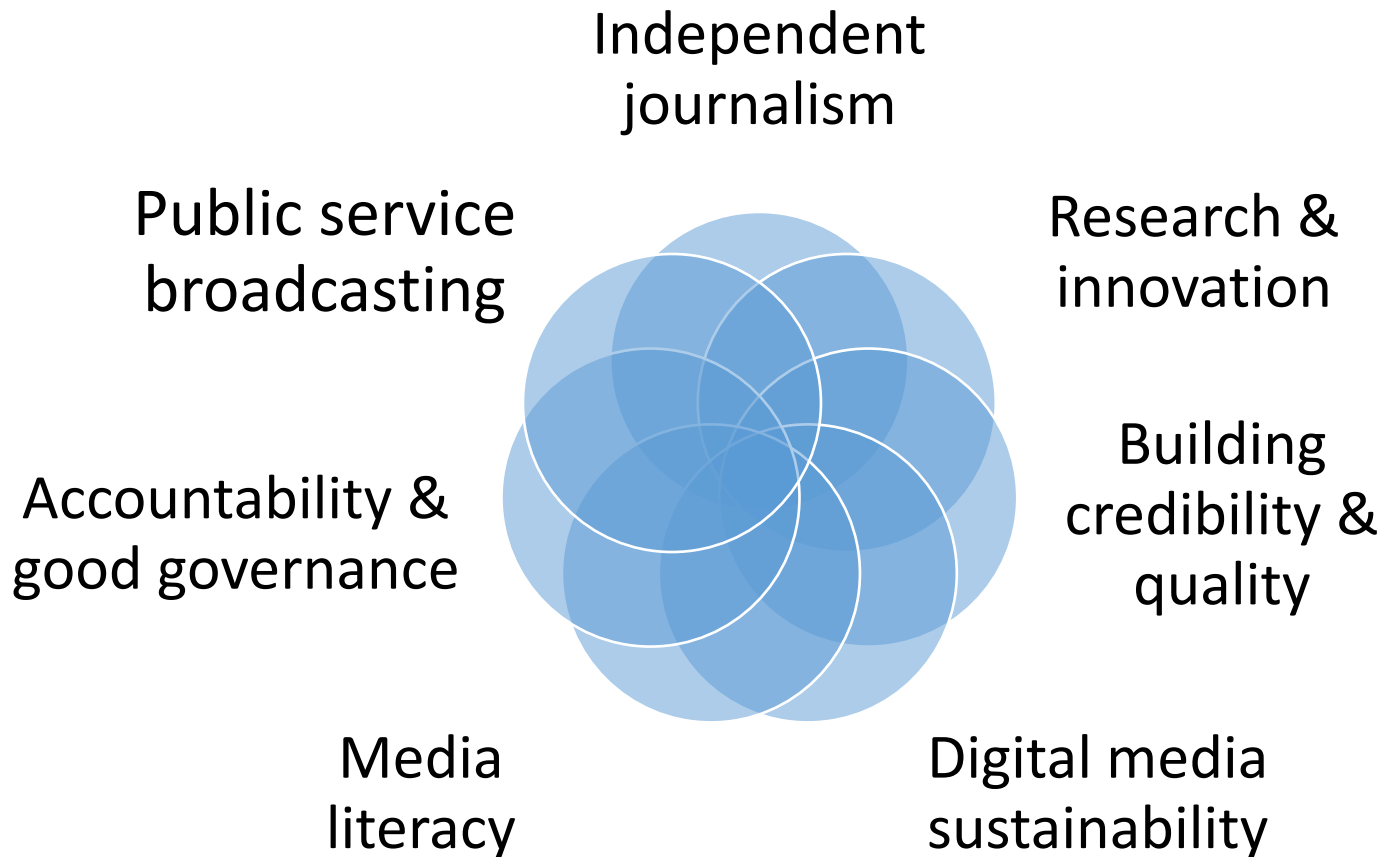 Independent
journalism
Public service
broadcasting
Research &
innovation
Building
credibility &
quality
Accountability &
good governance
Media
literacy
Digital media
sustainability